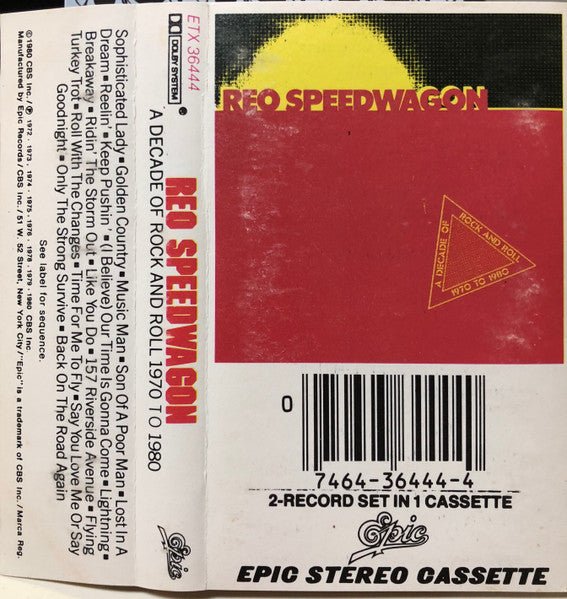 ©1980 CBS Inc./℗ 1972 · 1973 · 1974 · 1975 · 1976 · 1977 · 1978 · 1979 · 1980 CBS Inc.
Manufactured by Epic Records/CBS Inc./51 W. 52 Street, New York City/"Epic" is a trademark of CBS Inc./Marca Reg.
See label for sequence.
Sophisticated Lady ▪ Golden Country ▪ Music Man ▪ Son Of A Poor Man ▪ Lost In A
Dream ▪ Reelin' ▪ Keep Pushin' ▪ (I Believe) Our Time Is Gonna Come ▪ Lightning ▪
Breakaway ▪ Ridin' The Storm Out ▪ Like You Do ▪ 157 Riverside Avenue ▪ Flying
Turkey Trot ▪ Roll With The Changes ▪ Time For Me To Fly ▪ Say You Love Me Or Say
Goodnight ▪ Only The Strong Survive ▪ Back On The Road Again
ETX 36444
DOLBY SYSTEM
REO SPEEDWAGON
A DECADE OF ROCK AND ROLL 1970 TO 1980
Epic
REO SPEEDWAGON
A DECADE OF
ROCK AND ROLL
1970 TO 1980
0
7464-36444-4
2-RECORD SET IN 1 CASSETTE
Epic
EPIC STEREO CASSETTE